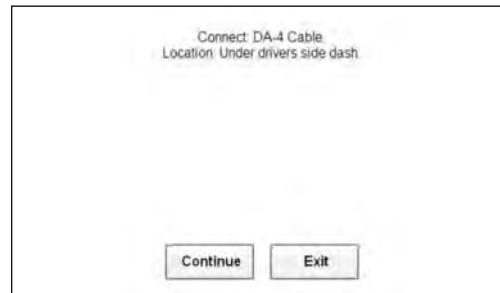 Connect: DA-4 Cable
Location: Under drivers side dash
Continue
Exit